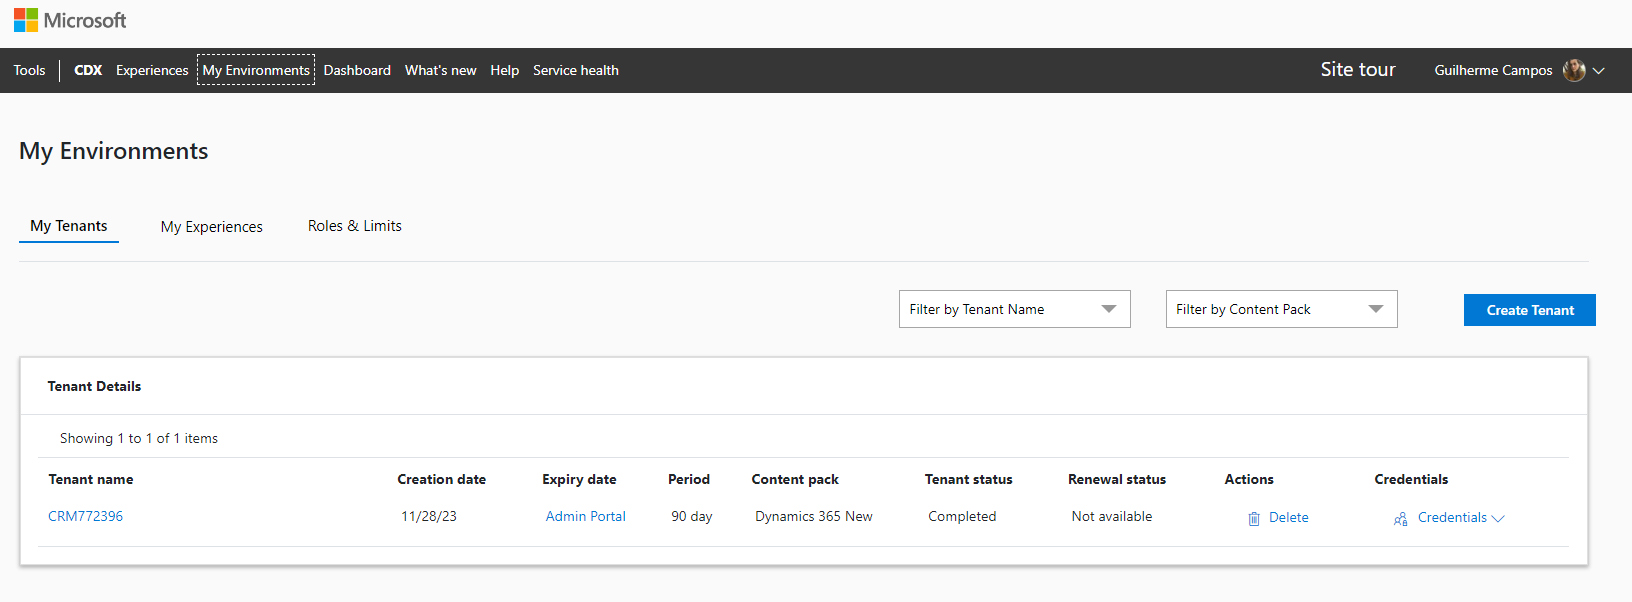 Microsoft
Tools CDX Experiences My Environments Dashboard What's new Help Service health Site tour Guilherme Campos
My Environments
My Tenants My Experiences Roles & Limits
Filter by Tenant Name Filter by Content Pack Create Tenant
Tenant Details
Showing 1 to 1 of 1 items
Tenant name Creation date Expiry date Period Content pack Tenant status Renewal status Actions Credentials
CRM772396 11/28/23 Admin Portal 90 day Dynamics 365 New Completed Not available Delete Credentials